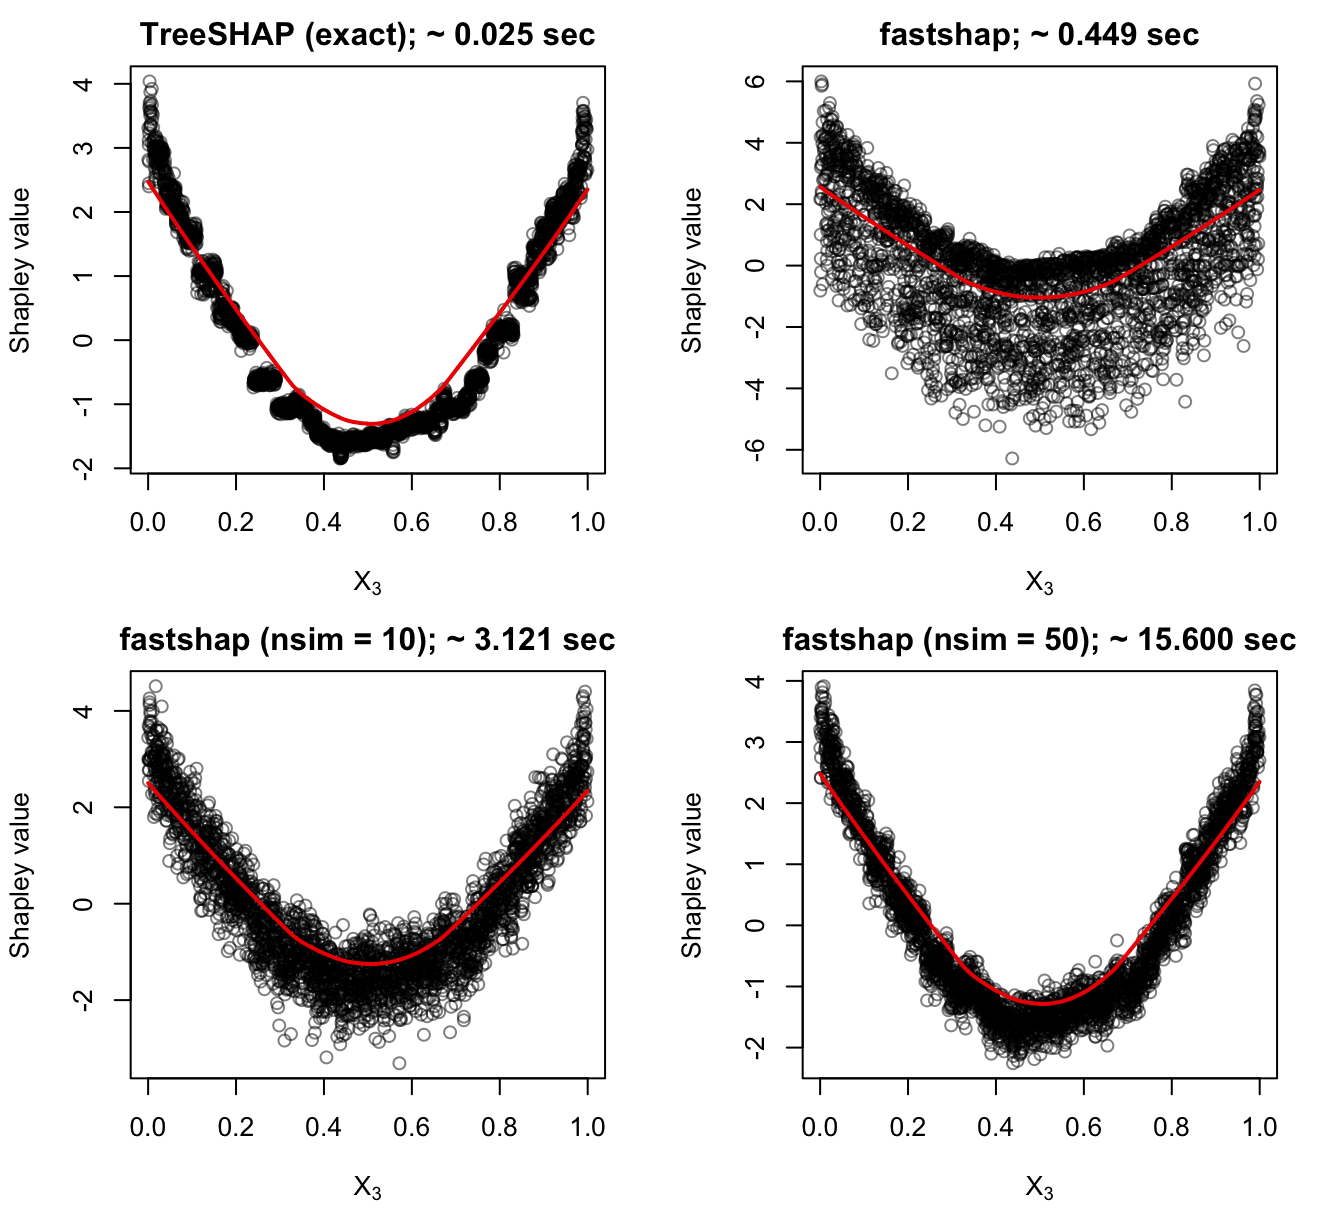 TreeSHAP (exact); ~ 0.025 sec
4
3
2
1
0
-1
-2
Shapley value
0.0 0.2 0.4 0.6 0.8 1.0
X3
fastshap; ~ 0.449 sec
6
4
2
0
-2
-4
-6
Shapley value
0.0 0.2 0.4 0.6 0.8 1.0
X3
fastshap (nsim = 10); ~ 3.121 sec
4
2
0
-2
Shapley value
0.0 0.2 0.4 0.6 0.8 1.0
X3
fastshap (nsim = 50); ~ 15.600 sec
4
3
2
1
0
-1
-2
Shapley value
0.0 0.2 0.4 0.6 0.8 1.0
X3